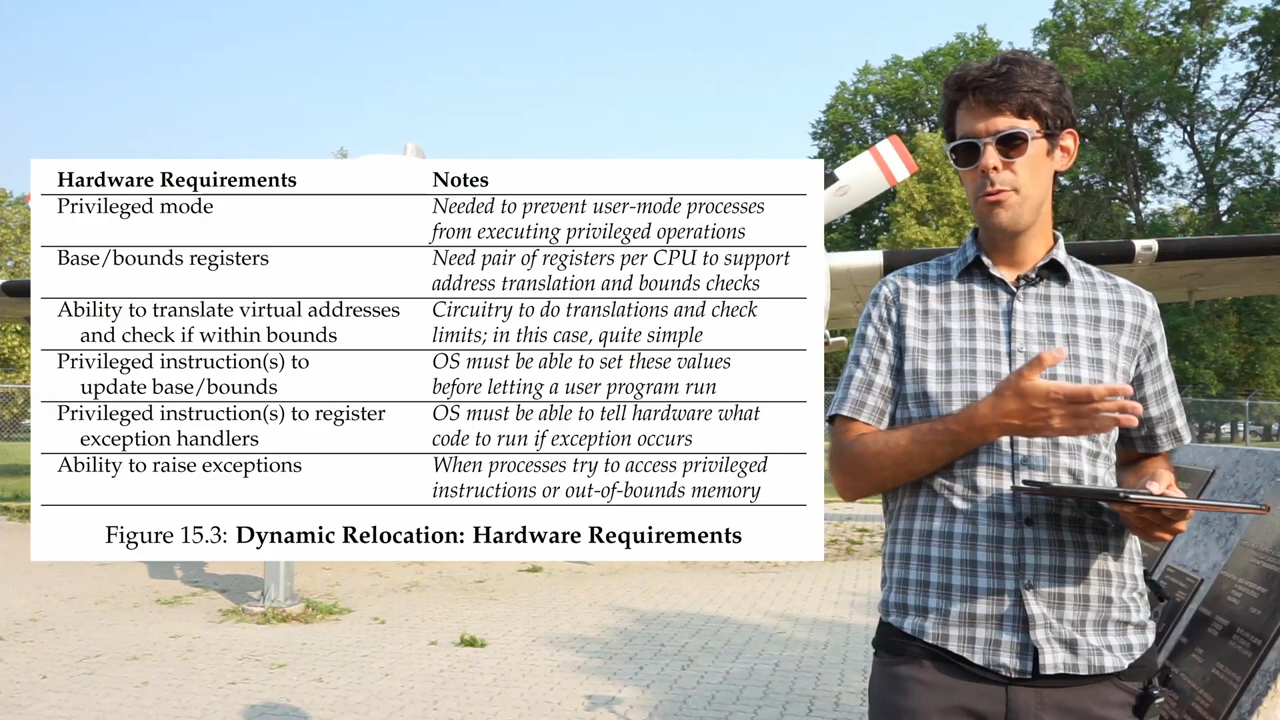 Hardware Requirements Notes
Privileged mode Needed to prevent user-mode processes
from executing privileged operations
Base/bounds registers Need pair of registers per CPU to support
address translation and bounds checks
Ability to translate virtual addresses Circuitry to do translations and check
and check if within bounds limits; in this case, quite simple
Privileged instruction(s) to OS must be able to set these values
update base/bounds before letting a user program run
Privileged instruction(s) to register OS must be able to tell hardware what
exception handlers code to run if exception occurs
Ability to raise exceptions When processes try to access privileged
instructions or out-of-bounds memory
Figure 15.3: Dynamic Relocation: Hardware Requirements